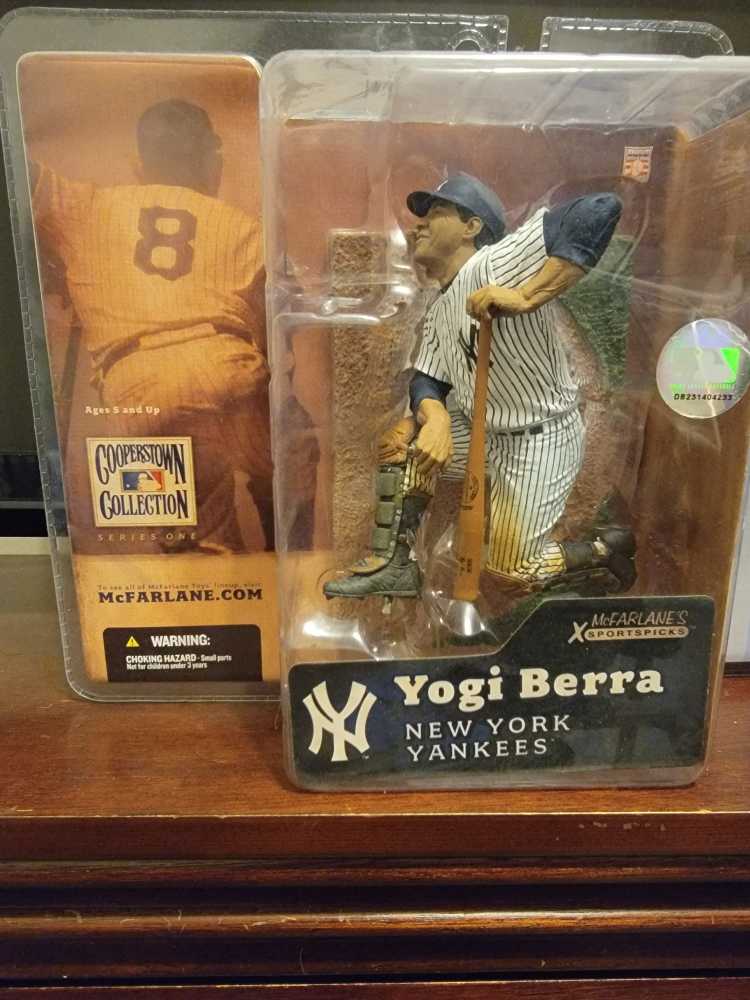 8
Ages 5 and Up
COOPERSTOWN
COLLECTION
SERIES ONE
To see all of McFarlane Toys' lineup, visit
McFARLANE.COM
WARNING:
CHOKING HAZARD - Small parts
Not for children under 3 years
DB231404233
McFARLANE'S
SPORTSPICKS
Yogi Berra
NY
NEW YORK
YANKEES